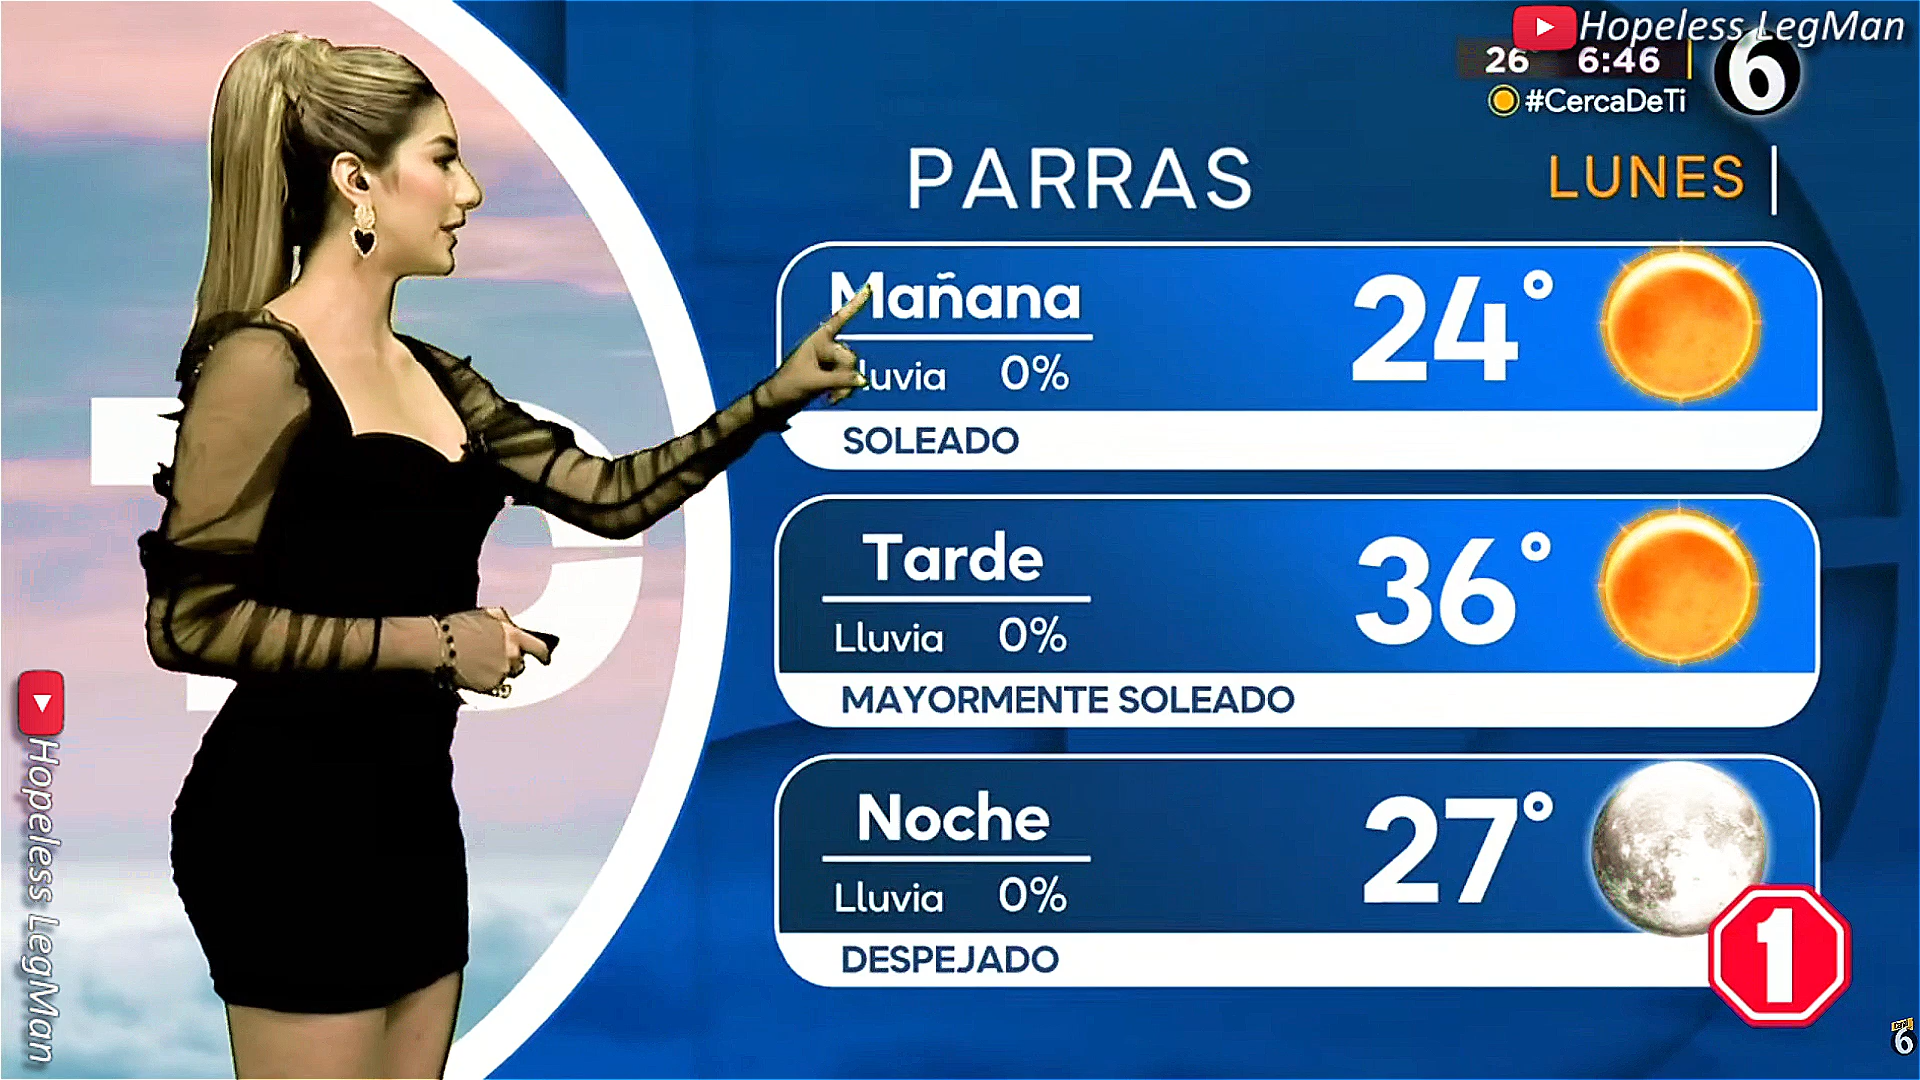 Hopeless LegMan
26° 6:46
6
#CercaDeTi
PARRAS
LUNES
Mañana
24°
lluvia 0%
SOLEADO
Tarde
36°
Lluvia 0%
MAYORMENTE SOLEADO
Noche
27°
Lluvia 0%
DESPEJADO
1
6
Hopeless LegMan